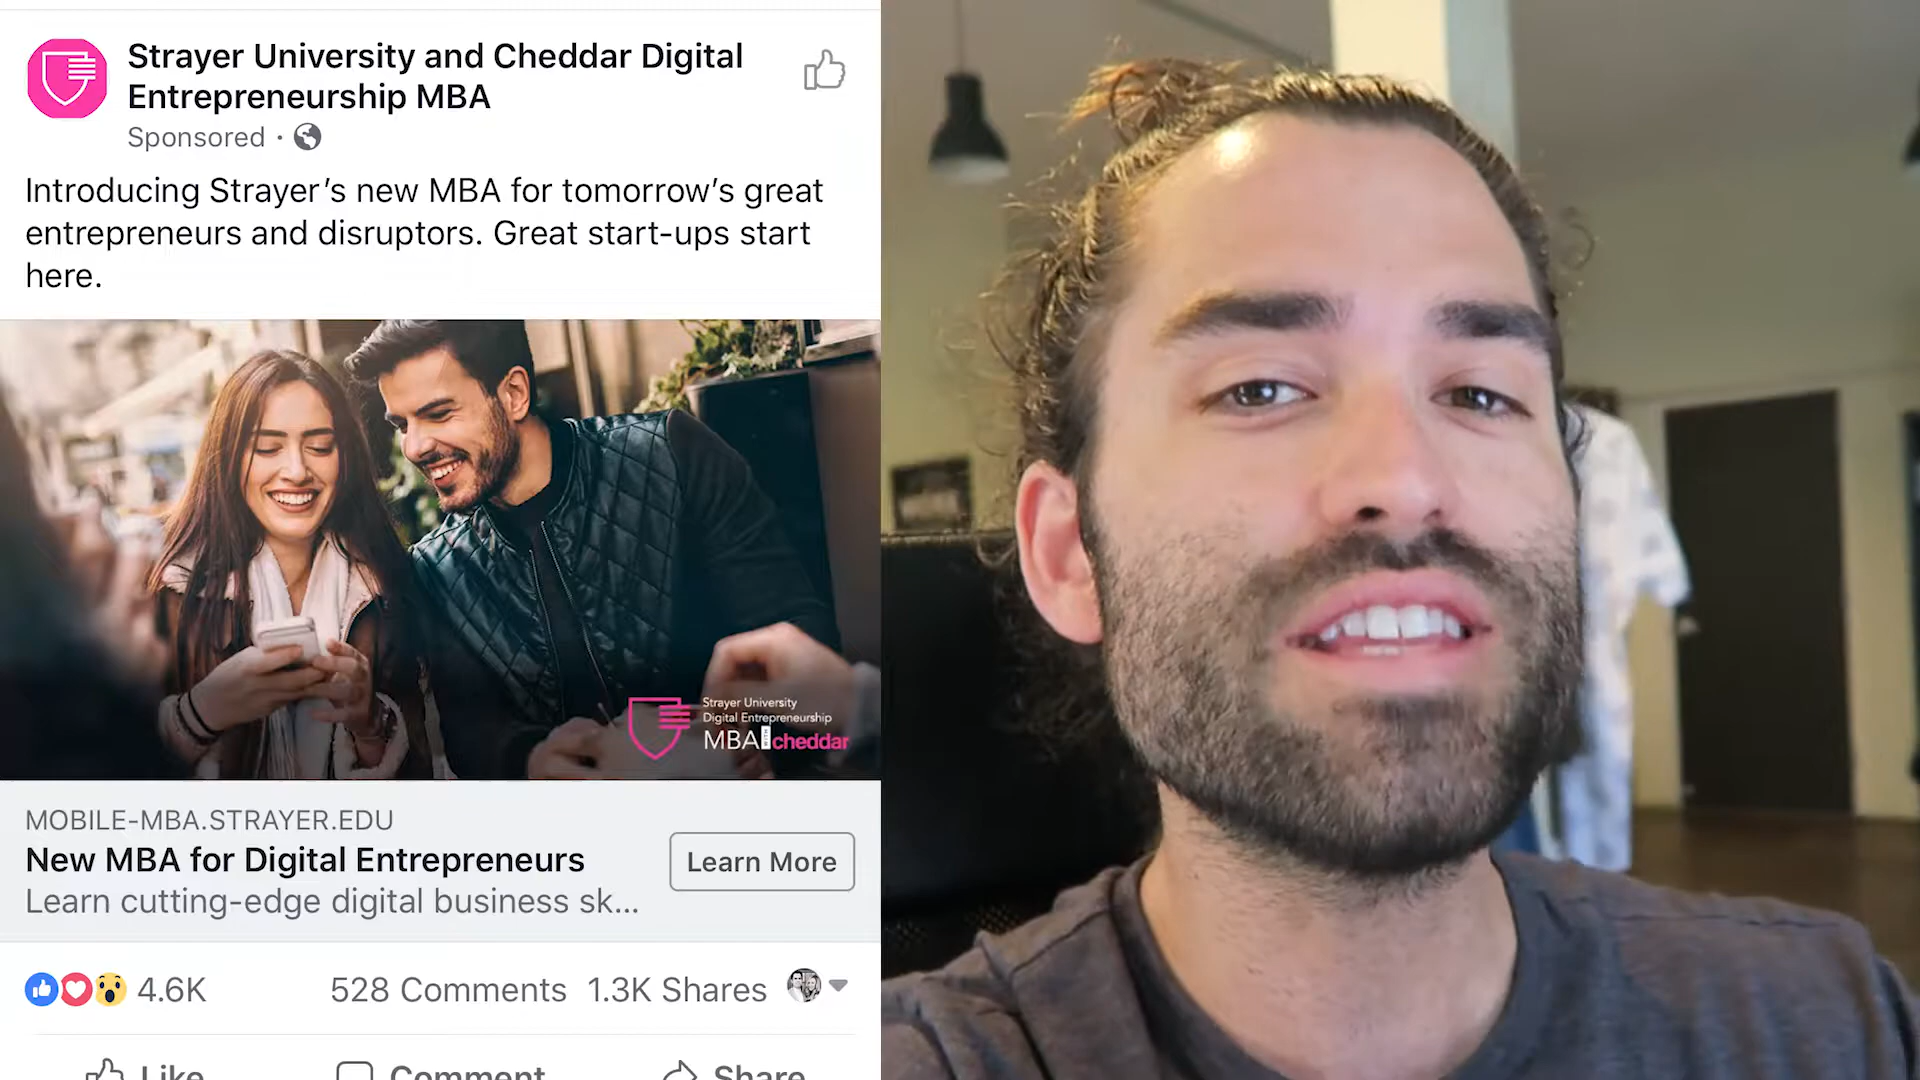 Strayer University and Cheddar Digital
Entrepreneurship MBA
Sponsored ·
Introducing Strayer's new MBA for tomorrow's great
entrepreneurs and disruptors. Great start-ups start
here.
Strayer University
Digital Entrepreneurship
MBA cheddar
MOBILE-MBA.STRAYER.EDU
New MBA for Digital Entrepreneurs
Learn cutting-edge digital business sk...
Learn More
4.6K
528 Comments 1.3K Shares
Like Comment Share